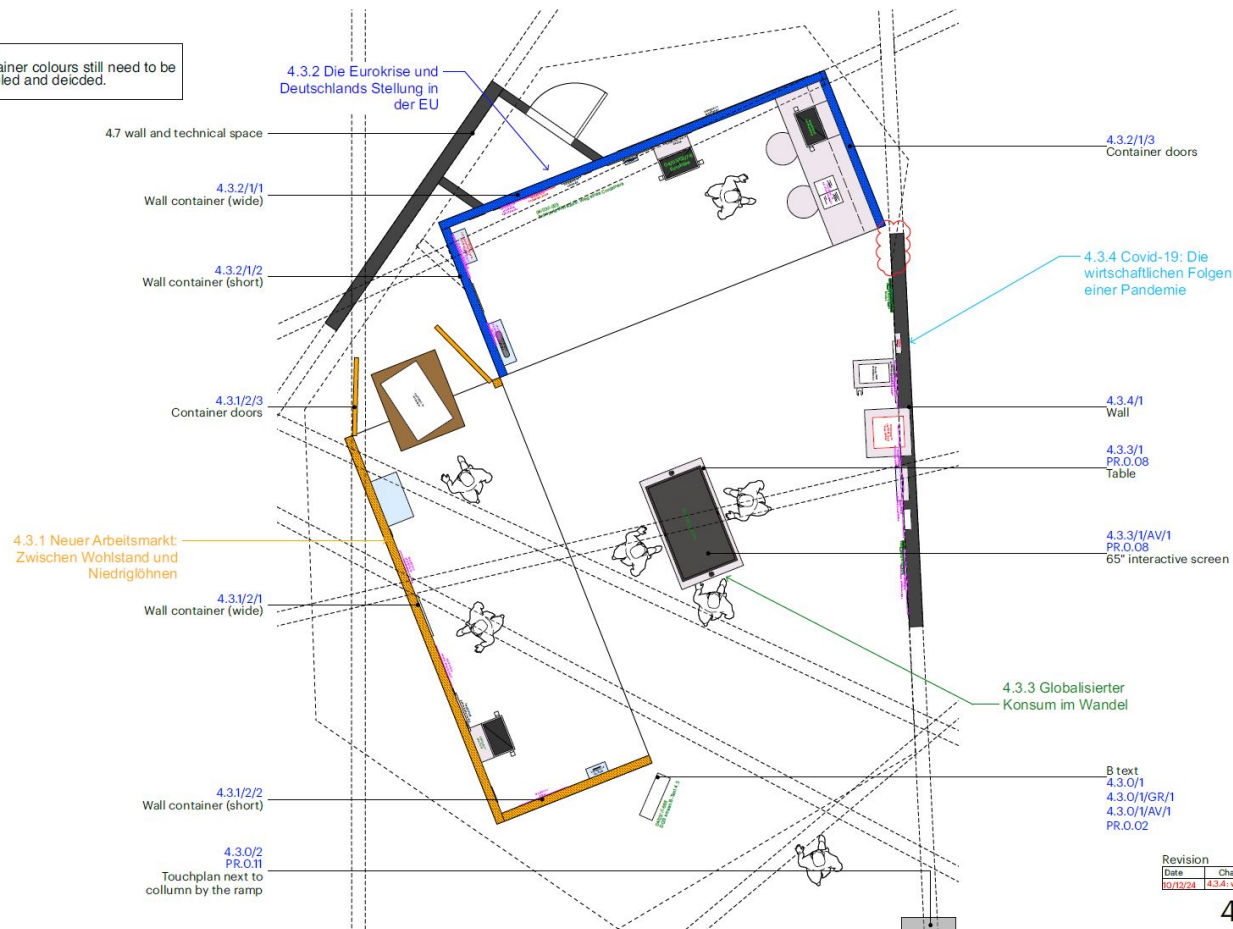 ainer colours still need to be
led and deicded.
4.3.2 Die Eurokrise und
Deutschlands Stellung in
der EU
4.7 wall and technical space
4.3.2/1/1
Wall container (wide)
4.3.2/1/2
Wall container (short)
4.3.1/2/3
Container doors
4.3.1 Neuer Arbeitsmarkt:
Zwischen Wohlstand und
Niedriglöhnen
4.3.1/2/1
Wall container (wide)
4.3.1/2/2
Wall container (short)
4.3.0/2
PR.0.11
Touchplan next to
collumn by the ramp
4.3.2/1/3
Container doors
4.3.4 Covid-19: Die
wirtschaftlichen Folgen
einer Pandemie
4.3.4/1
Wall
4.3.3/1
PR.0.08
Table
4.3.3/1/AV/1
PR.0.08
65" interactive screen
4.3.3 Globalisierter
Konsum im Wandel
B text
4.3.0/1
4.3.0/1/GR/1
4.3.0/1/AV/1
PR.0.02
Revision
Date Cha
10/12/24 4.3.4:
4